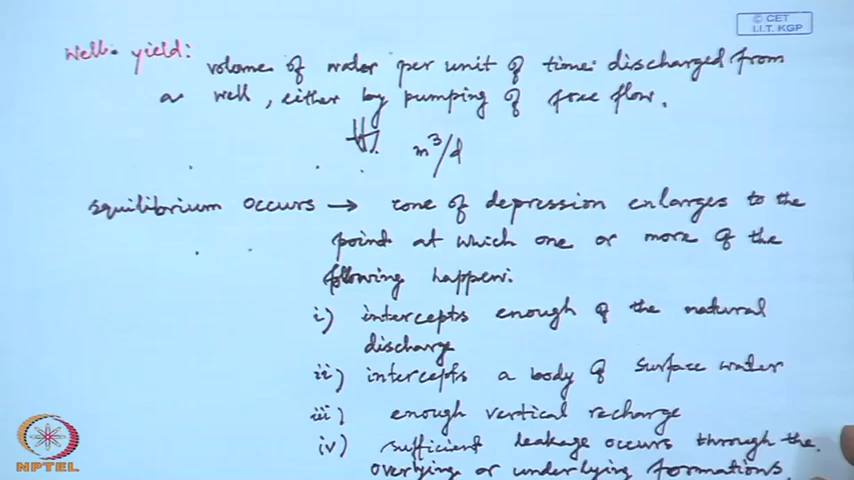 © CET
I.I.T. KGP
Well yield:
volume of water per unit of time discharged from
a well, either by pumping of free flow.
m³/d
equilibrium occurs → cone of depression enlarges to the
point at which one or more of the
following happen:
i) intercepts enough of the natural
discharge
ii) intercepts a body of surface water
iii) enough vertical recharge
iv) sufficient leakage occurs through the
overlying or underlying formations.
NPTEL